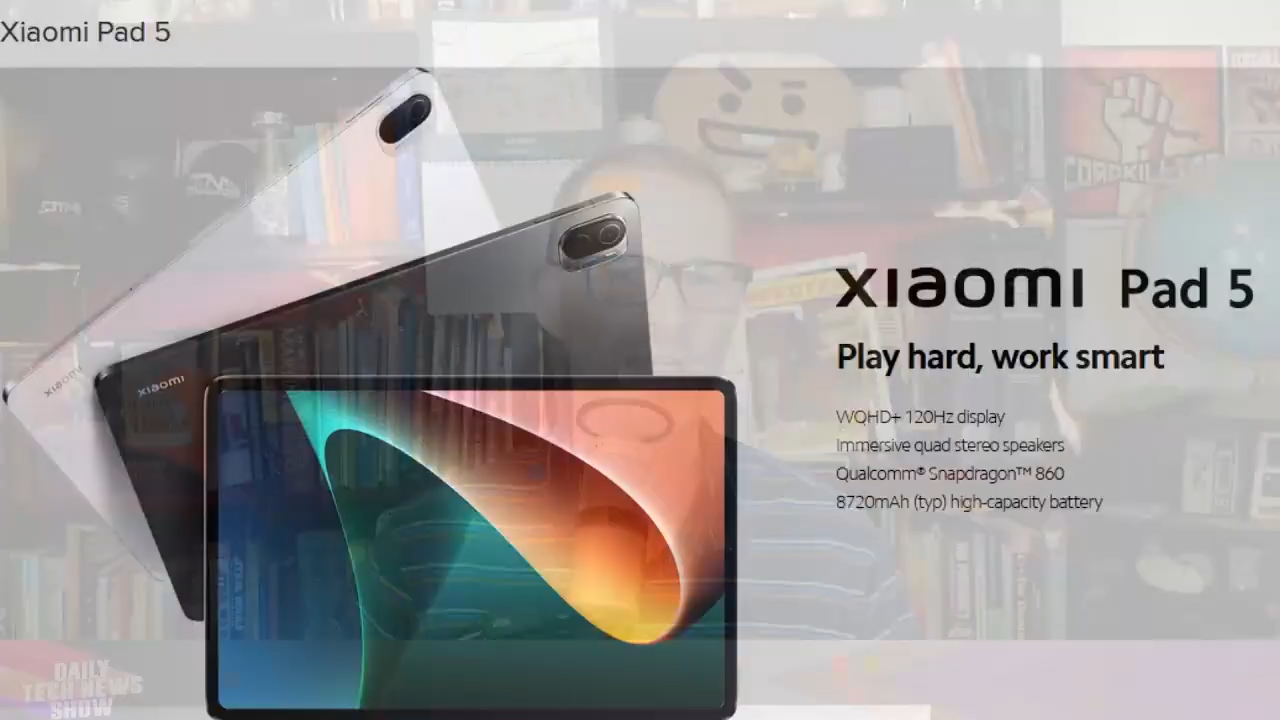 Xiaomi Pad 5
xiaomi Pad 5
Play hard, work smart
WQHD+ 120Hz display
Immersive quad stereo speakers
Qualcomm® Snapdragon™ 860
8720mAh (typ) high-capacity battery
xiaomi
xiaomi
DAILY
TECH NEWS
SHOW